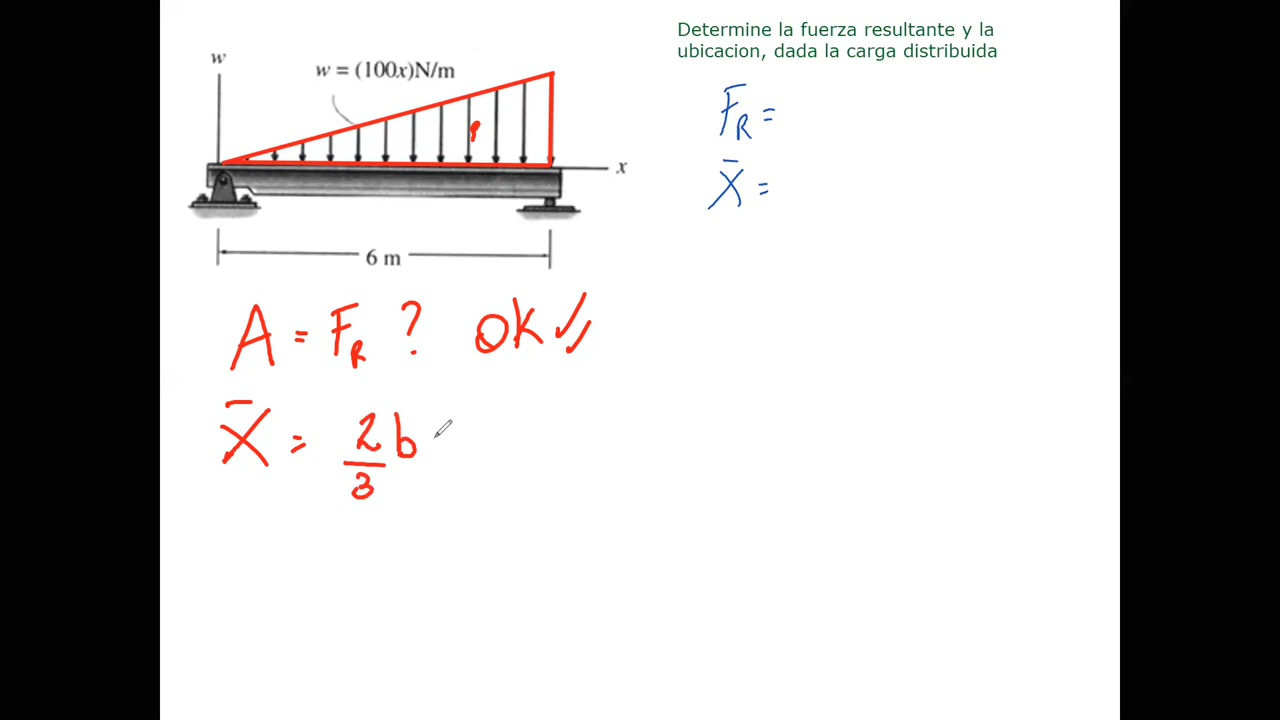 Determine la fuerza resultante y la
ubicacion, dada la carga distribuida
w
w = (100x)N/m
x
6 m
F_R =
X̄ =
A = F_R ? OK ✓✓
X̄ = 2/3 b